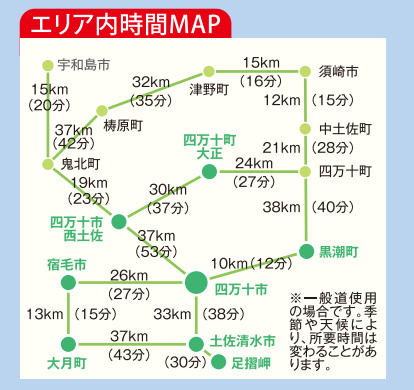 エリア内時間MAP
宇和島市
15km
(20分)
32km
(35分)
津野町
15km
(16分)
須崎市
12km (15分)
梼原町
37km
(42分)
中土佐町
鬼北町
四万十町
大正
21km (28分)
24km
(27分)
四万十町
19km
(23分)
30km
(37分)
四万十市
西土佐
38km (40分)
37km
(53分)
黒潮町
10km(12分)
宿毛市
26km
(27分)
四万十市
13km (15分)
33km (38分)
37km
(43分)
大月町
土佐清水市
(30分)
足摺岬
※一般道使用
の場合です。季
節や天候によ
り、所要時間は
変わることがあ
ります。